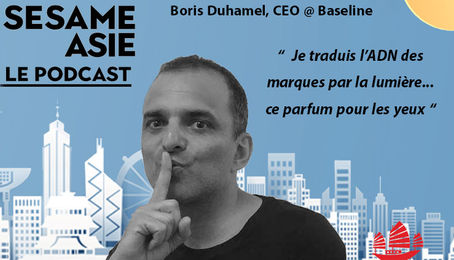 SESAME
ASIE
LE PODCAST
Boris Duhamel, CEO @ Baseline
“ Je traduis l’ADN des
marques par la lumière...
ce parfum pour les yeux “